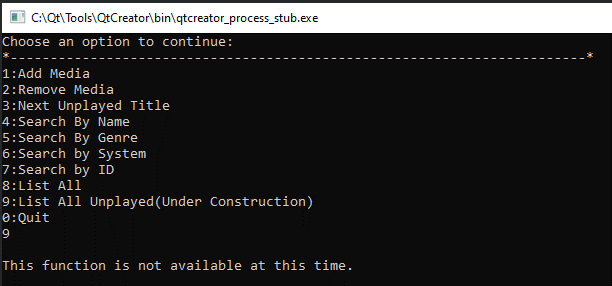 C:\Qt\Tools\QtCreator\bin\qtcreator_process_stub.exe
Choose an option to continue:
*-------------------------------------------------------------------------*
1:Add Media
2:Remove Media
3:Next Unplayed Title
4:Search By Name
5:Search By Genre
6:Search by System
7:Search by ID
8:List All
9:List All Unplayed(Under Construction)
0:Quit
9
This function is not available at this time.